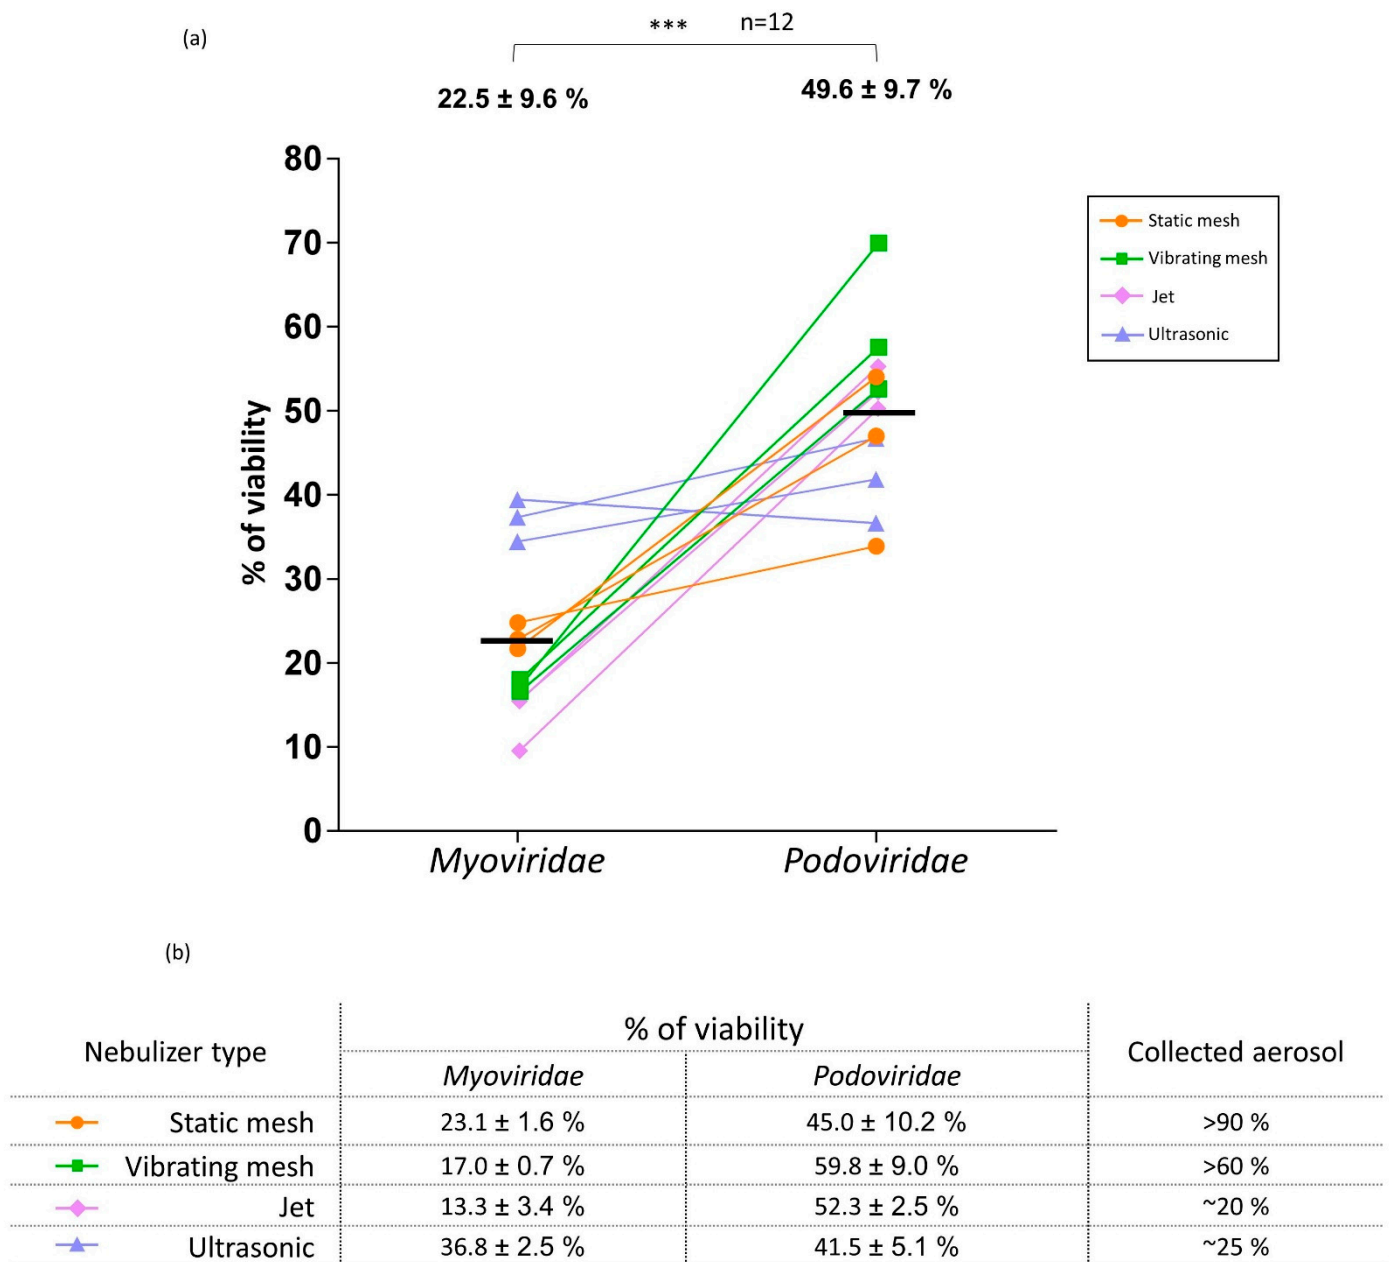 (a)
*** n=12
22.5 ± 9.6 %
49.6 ± 9.7 %
80
70
60
50
40
30
20
10
0
% of viability
Myoviridae
Podoviridae
Static mesh
Vibrating mesh
Jet
Ultrasonic
(b)
Nebulizer type
% of viability
Collected aerosol
Myoviridae
Podoviridae
Static mesh 23.1 ± 1.6 % 45.0 ± 10.2 % >90 %
Vibrating mesh 17.0 ± 0.7 % 59.8 ± 9.0 % >60 %
Jet 13.3 ± 3.4 % 52.3 ± 2.5 % ~20 %
Ultrasonic 36.8 ± 2.5 % 41.5 ± 5.1 % ~25 %